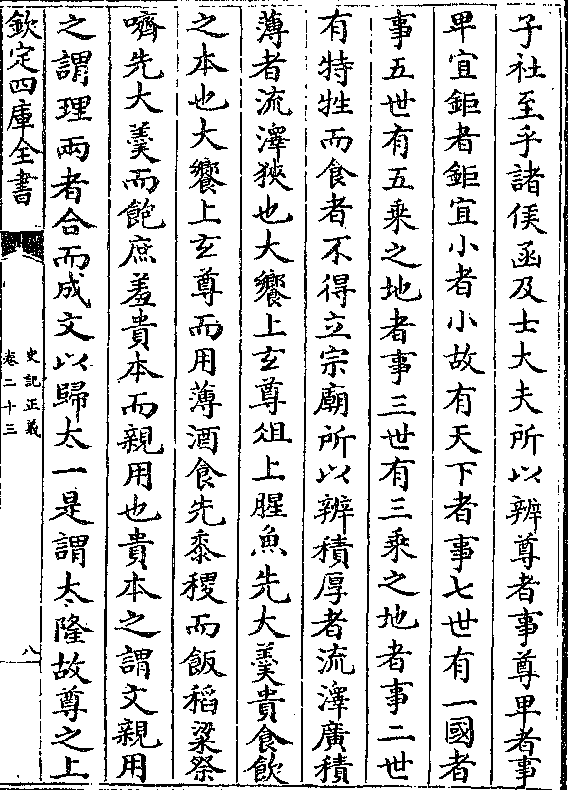 子社至乎諸侯函及士大夫所以辨尊者事尊卑者事
卑宜鉅者鉅宜小者小故有天下者事七世有一國者
事五世有五乗之地者事三世有三乗之地者事二世
有特牲而食者不得立宗廟所以辨積厚者流澤廣積
薄者流澤狹也大饗上玄尊俎上腥魚先大羮貴食飲
之本也大饗上玄尊而用薄酒食先黍稷而飯稻粱祭
嚌先大羮而飽庶羞貴本而親用也貴本之謂文親用
之謂理兩者合而成文以歸太一是謂太隆故尊之上
欽定四庫全書
史記正義
卷二十三
八